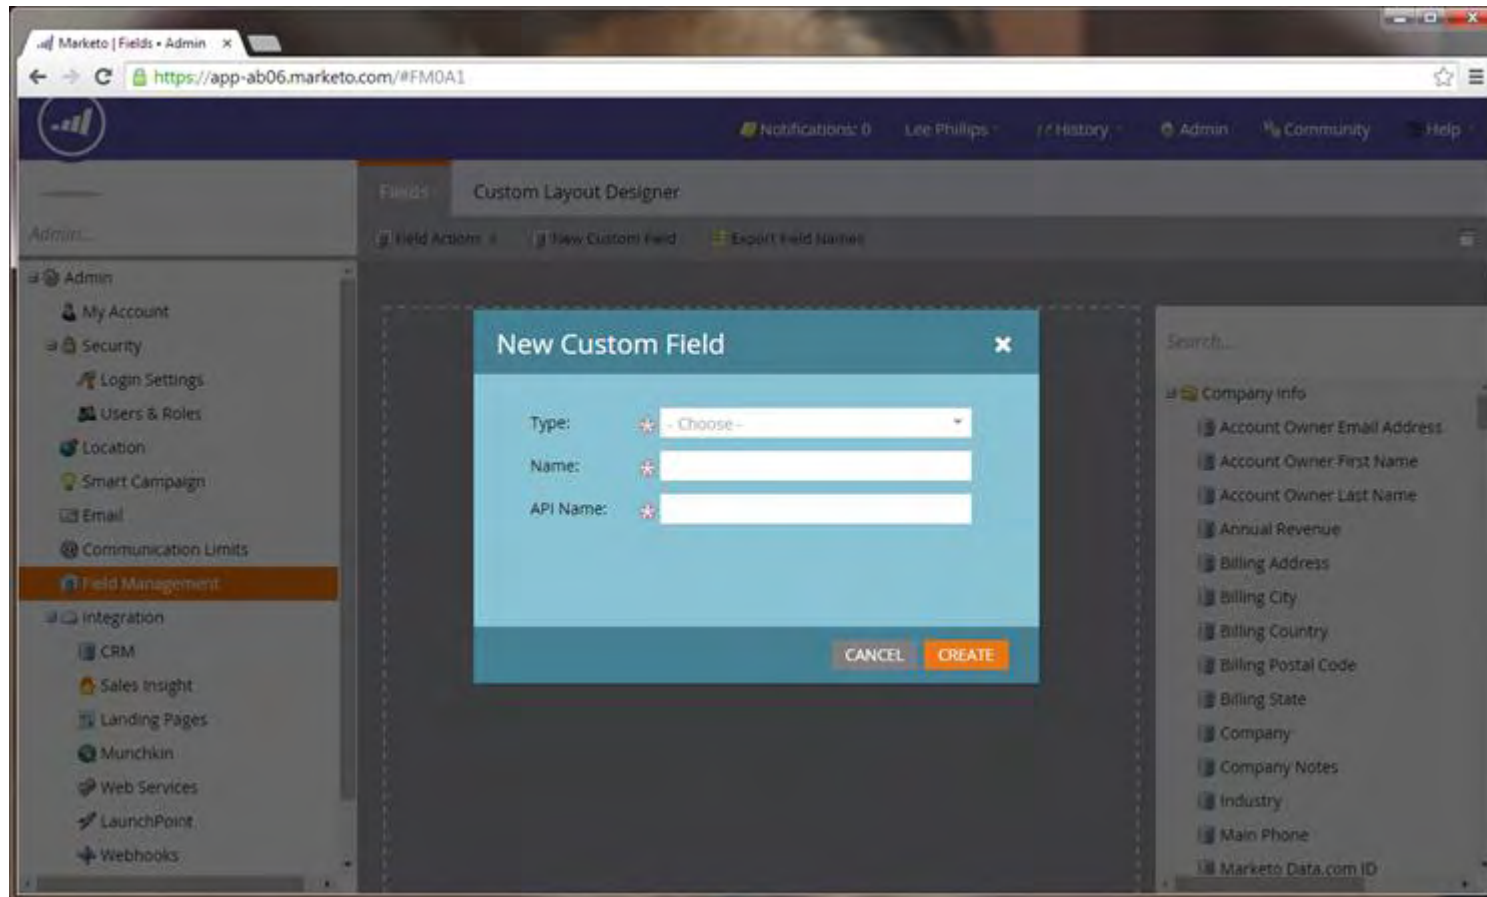 Marketo | Fields • Admin
https://app-ab06.marketo.com/#FM0A1
Notifications: 0 Lee Phillips History Admin Community Help
Fields Custom Layout Designer
Admin...
Field Actions New Custom Field Export Field Names
Admin
My Account
Security
Login Settings
Users & Roles
Location
Smart Campaign
Email
Communication Limits
Field Management
Integration
CRM
Sales Insight
Landing Pages
Munchkin
Web Services
LaunchPoint
Webhooks
New Custom Field
Type: - Choose -
Name:
API Name:
CANCEL CREATE
Search...
Company Info
Account Owner Email Address
Account Owner First Name
Account Owner Last Name
Annual Revenue
Billing Address
Billing City
Billing Country
Billing Postal Code
Billing State
Company
Company Notes
Industry
Main Phone
Marketo Data.com ID